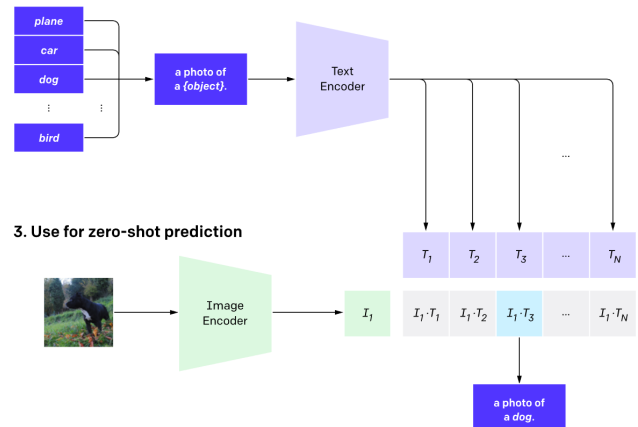 plane
car
dog
⋮ ⋮
bird
a photo of
a {object}.
Text
Encoder
...
3. Use for zero-shot prediction
T1 T2 T3 ... TN
Image
Encoder
I1
I1·T1 I1·T2 I1·T3 ... I1·TN
a photo of
a dog.